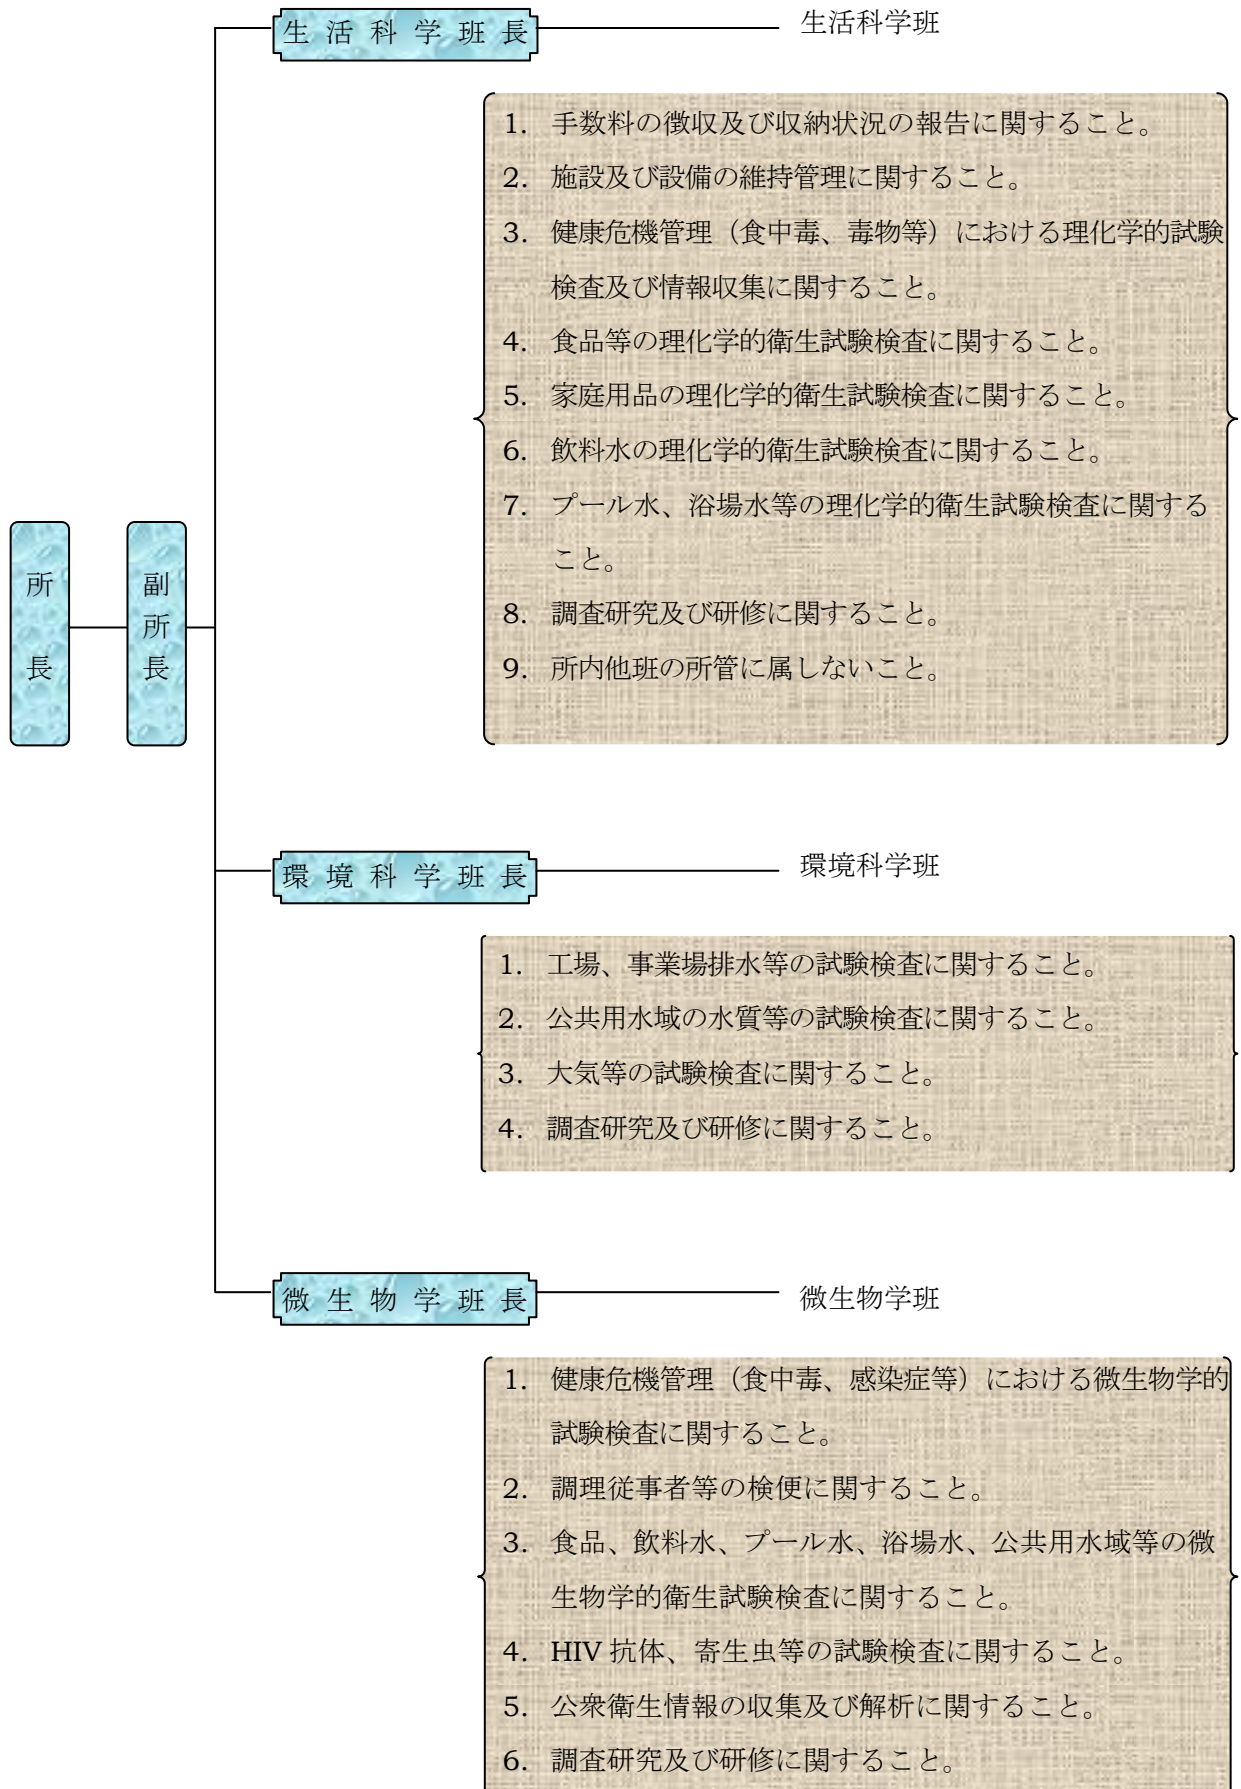 所長
副所長
生活科学班長
生活科学班
1. 手数料の徴収及び収納状況の報告に関すること。
2. 施設及び設備の維持管理に関すること。
3. 健康危機管理（食中毒、毒物等）における理化学的試験
検査及び情報収集に関すること。
4. 食品等の理化学的衛生試験検査に関すること。
5. 家庭用品の理化学的衛生試験検査に関すること。
6. 飲料水の理化学的衛生試験検査に関すること。
7. プール水、浴場水等の理化学的衛生試験検査に関する
こと。
8. 調査研究及び研修に関すること。
9. 所内他班の所管に属しないこと。
環境科学班長
環境科学班
1. 工場、事業場排水等の試験検査に関すること。
2. 公共用水域の水質等の試験検査に関すること。
3. 大気等の試験検査に関すること。
4. 調査研究及び研修に関すること。
微生物学班長
微生物学班
1. 健康危機管理（食中毒、感染症等）における微生物学的
試験検査に関すること。
2. 調理従事者等の検便に関すること。
3. 食品、飲料水、プール水、浴場水、公共用水域等の微
生物学的衛生試験検査に関すること。
4. HIV 抗体、寄生虫等の試験検査に関すること。
5. 公衆衛生情報の収集及び解析に関すること。
6. 調査研究及び研修に関すること。